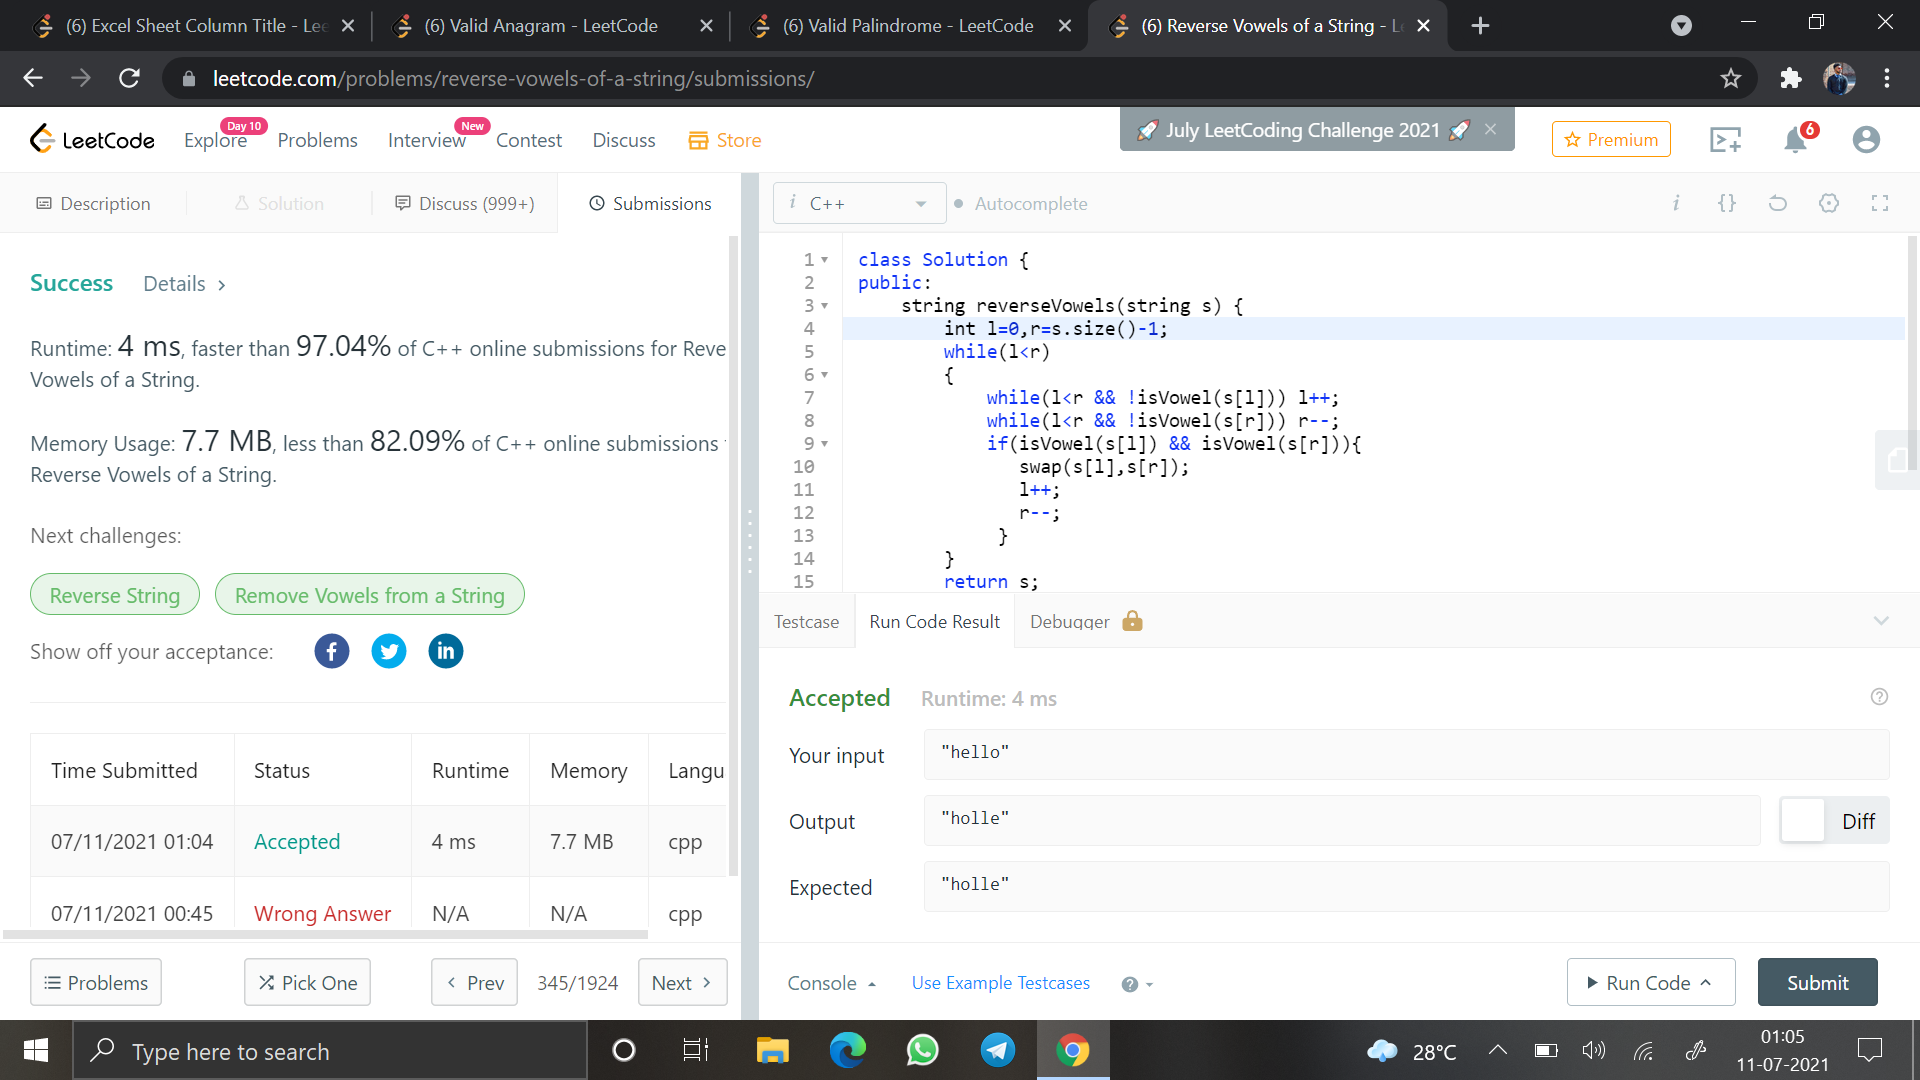 (6) Excel Sheet Column Title - Lee
(6) Valid Anagram - LeetCode
(6) Valid Palindrome - LeetCode
(6) Reverse Vowels of a String - Le
leetcode.com/problems/reverse-vowels-of-a-string/submissions/
LeetCode
Explore
Day 10
Problems
Interview
New
Contest
Discuss
Store
🚀 July LeetCoding Challenge 2021 🚀
Premium
6
Description
Solution
Discuss (999+)
Submissions
Success
Details >
Runtime: 4 ms, faster than 97.04% of C++ online submissions for Reve
Vowels of a String.
Memory Usage: 7.7 MB, less than 82.09% of C++ online submissions
Reverse Vowels of a String.
Next challenges:
Reverse String
Remove Vowels from a String
Show off your acceptance:
Time Submitted Status Runtime Memory Langu
07/11/2021 01:04 Accepted 4 ms 7.7 MB cpp
07/11/2021 00:45 Wrong Answer N/A N/A cpp
Problems
Pick One
< Prev
345/1924
Next >
i C++
Autocomplete
i {}
1 class Solution {
2 public:
3 string reverseVowels(string s) {
4 int l=0,r=s.size()-1;
5 while(l<r)
6 {
7 while(l<r && !isVowel(s[l])) l++;
8 while(l<r && !isVowel(s[r])) r--;
9 if(isVowel(s[l]) && isVowel(s[r])){
10 swap(s[l],s[r]);
11 l++;
12 r--;
13 }
14 }
15 return s;
Testcase
Run Code Result
Debugger
Accepted
Runtime: 4 ms
Your input
"hello"
Output
"holle"
Diff
Expected
"holle"
Console
Use Example Testcases
Run Code
Submit
Type here to search
28°C
01:05
11-07-2021